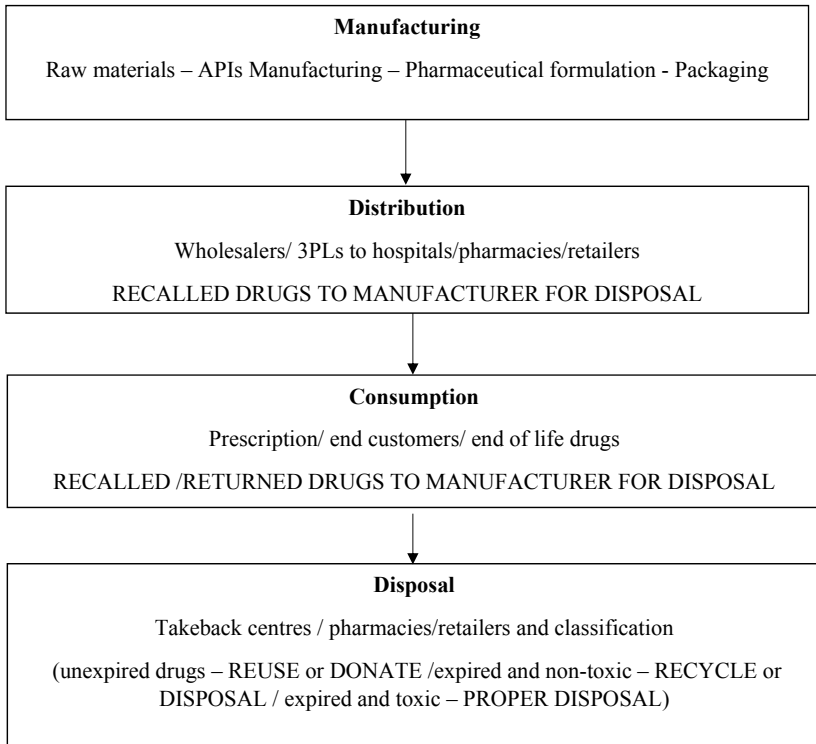 Manufacturing
Raw materials – APIs Manufacturing – Pharmaceutical formulation - Packaging
Distribution
Wholesalers/ 3PLs to hospitals/pharmacies/retailers
RECALLED DRUGS TO MANUFACTURER FOR DISPOSAL
Consumption
Prescription/ end customers/ end of life drugs
RECALLED /RETURNED DRUGS TO MANUFACTURER FOR DISPOSAL
Disposal
Takeback centres / pharmacies/retailers and classification
(unexpired drugs – REUSE or DONATE /expired and non-toxic – RECYCLE or
DISPOSAL / expired and toxic – PROPER DISPOSAL)